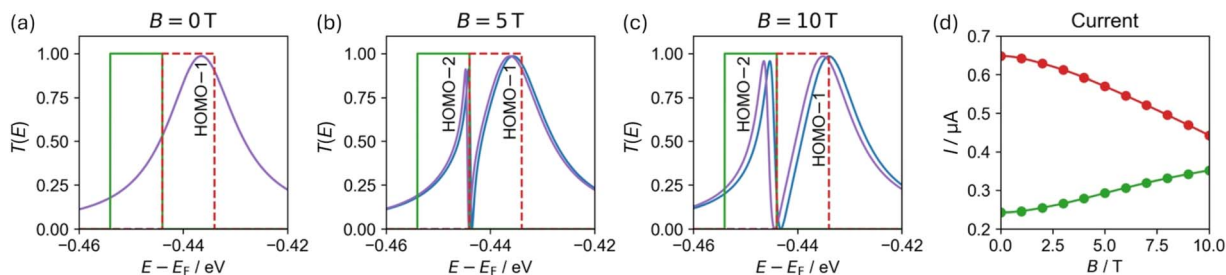 (a)
B = 0 T
1.00
0.75
0.50
0.25
0.00
T(E)
HOMO−1
−0.46
−0.44
−0.42
E − E_F / eV
(b)
B = 5 T
1.00
0.75
0.50
0.25
0.00
T(E)
HOMO−2
HOMO−1
−0.46
−0.44
−0.42
E − E_F / eV
(c)
B = 10 T
1.00
0.75
0.50
0.25
0.00
T(E)
HOMO−2
HOMO−1
−0.46
−0.44
−0.42
E − E_F / eV
(d)
Current
0.7
0.6
0.5
0.4
0.3
0.2
I / μA
0.0
2.5
5.0
7.5
10.0
B / T